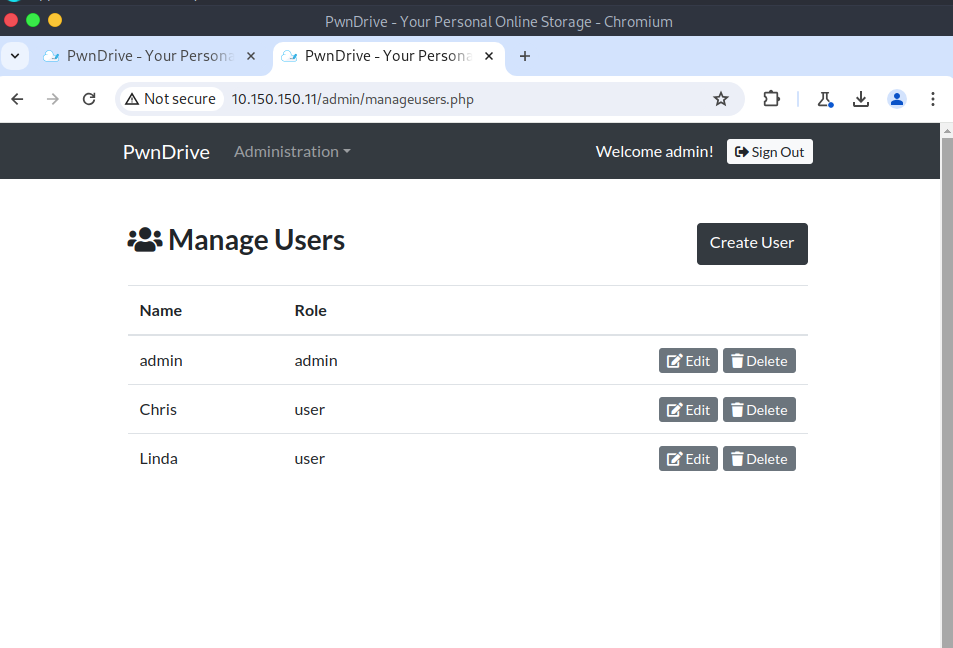 PwnDrive - Your Personal Online Storage - Chromium
PwnDrive - Your Persona
PwnDrive - Your Persona
Not secure 10.150.150.11/admin/manageusers.php
PwnDrive Administration Welcome admin! Sign Out
Manage Users Create User
Name Role
admin admin Edit Delete
Chris user Edit Delete
Linda user Edit Delete